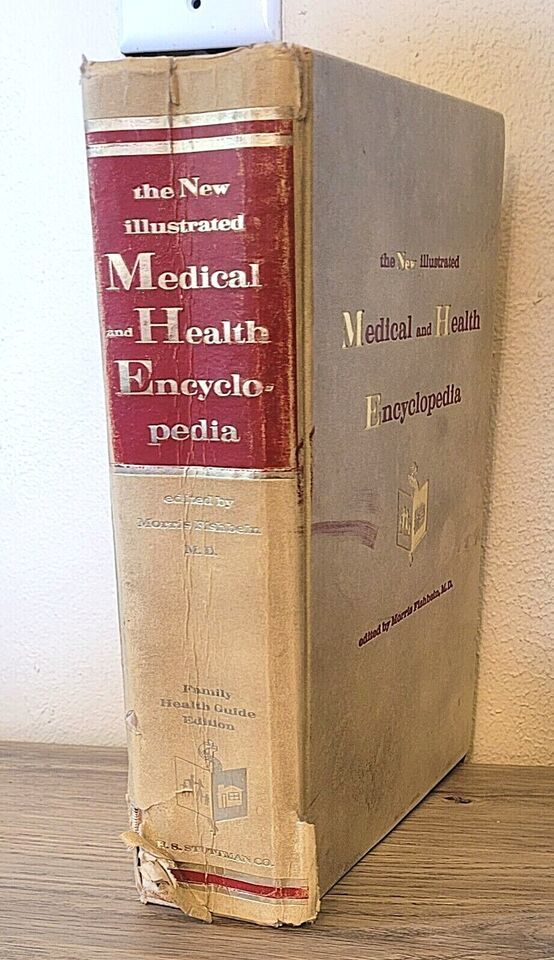 the New
illustrated
Medical
and Health
Encyclo-
pedia
edited by
Morris Fishbein
M.D.
Family
Health Guide
Edition
H. S. STUTTMAN CO.
the New illustrated
Medical and Health
Encyclopedia
edited by Morris Fishbein, M.D.